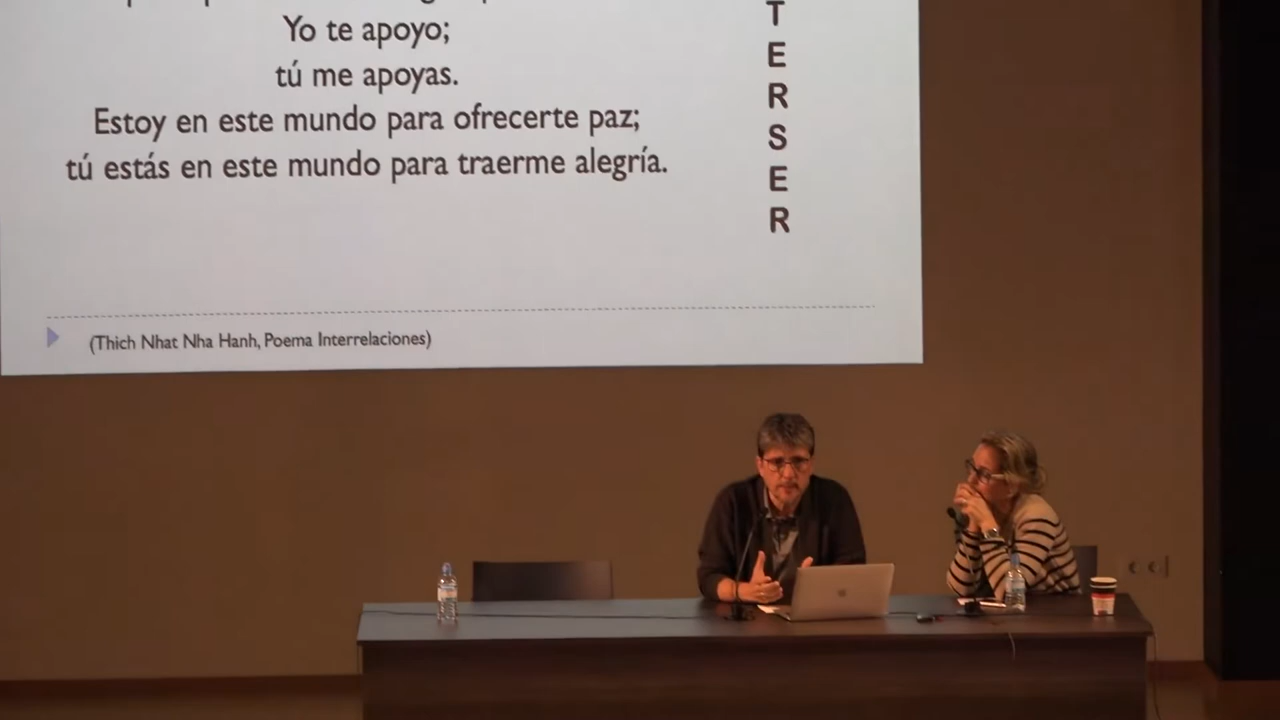 Yo te apoyo;
tú me apoyas.
Estoy en este mundo para ofrecerte paz;
tú estás en este mundo para traerme alegría.
T
E
R
S
E
R
(Thich Nhat Nha Hanh, Poema Interrelaciones)